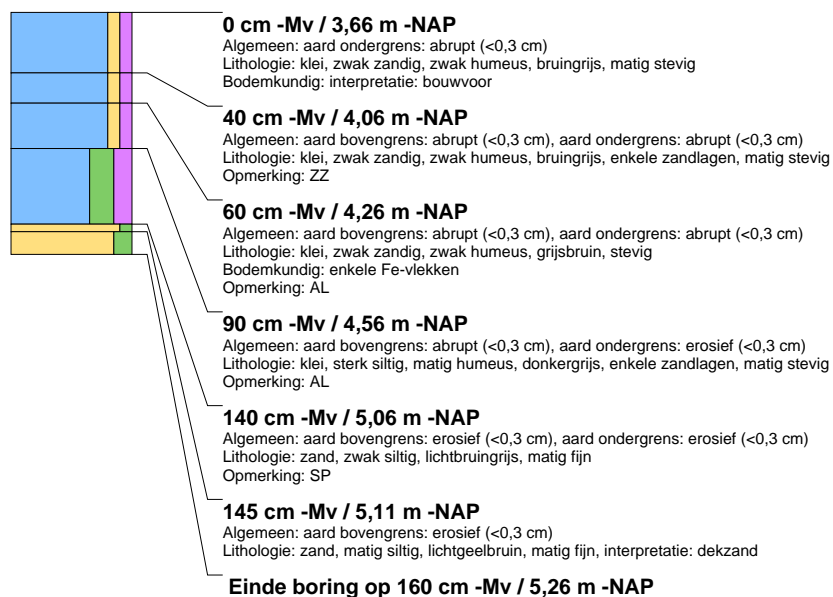 0 cm -Mv / 3,66 m -NAP
Algemeen: aard ondergrens: abrupt (<0,3 cm)
Lithologie: klei, zwak zandig, zwak humeus, bruingrijs, matig stevig
Bodemkundig: interpretatie: bouwvoor
40 cm -Mv / 4,06 m -NAP
Algemeen: aard bovengrens: abrupt (<0,3 cm), aard ondergrens: abrupt (<0,3 cm)
Lithologie: klei, zwak zandig, zwak humeus, bruingrijs, enkele zandlagen, matig stevig
Opmerking: ZZ
60 cm -Mv / 4,26 m -NAP
Algemeen: aard bovengrens: abrupt (<0,3 cm), aard ondergrens: abrupt (<0,3 cm)
Lithologie: klei, zwak zandig, zwak humeus, grijsbruin, stevig
Bodemkundig: enkele Fe-vlekken
Opmerking: AL
90 cm -Mv / 4,56 m -NAP
Algemeen: aard bovengrens: abrupt (<0,3 cm), aard ondergrens: erosief (<0,3 cm)
Lithologie: klei, sterk siltig, matig humeus, donkergrijs, enkele zandlagen, matig stevig
Opmerking: AL
140 cm -Mv / 5,06 m -NAP
Algemeen: aard bovengrens: erosief (<0,3 cm), aard ondergrens: erosief (<0,3 cm)
Lithologie: zand, zwak siltig, lichtbruingrijs, matig fijn
Opmerking: SP
145 cm -Mv / 5,11 m -NAP
Algemeen: aard bovengrens: erosief (<0,3 cm)
Lithologie: zand, matig siltig, lichtgeelbruin, matig fijn, interpretatie: dekzand
Einde boring op 160 cm -Mv / 5,26 m -NAP